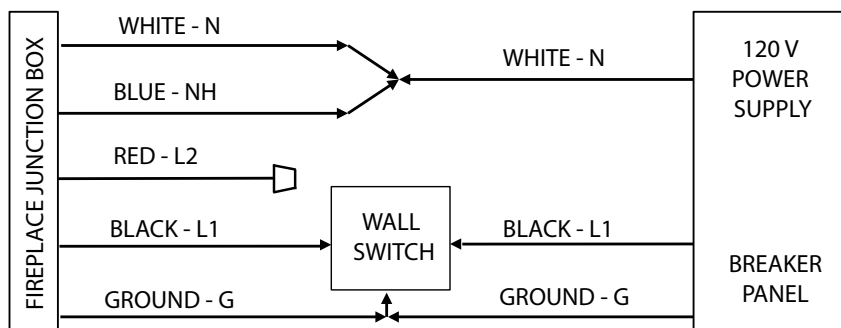 FIREPLACE JUNCTION BOX
WHITE - N
BLUE - NH
RED - L2
BLACK - L1
GROUND - G
WALL
SWITCH
WHITE - N
BLACK - L1
GROUND - G
120 V
POWER
SUPPLY
BREAKER
PANEL